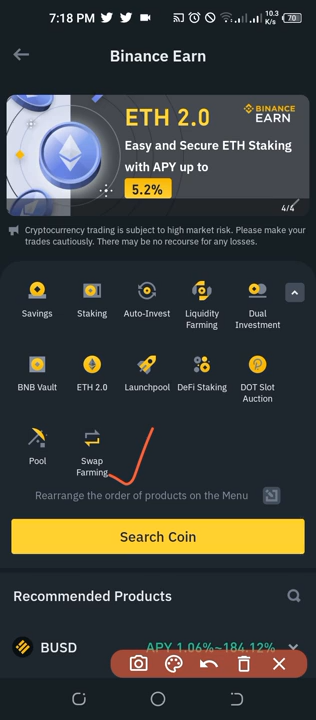 7:18 PM
10.3
K/s
70
Binance Earn
ETH 2.0
BINANCE
EARN
Easy and Secure ETH Staking
with APY up to
5.2%
4/4
Cryptocurrency trading is subject to high market risk. Please make your
trades cautiously. There may be no recourse for any losses.
Savings
Staking
Auto-Invest
Liquidity
Farming
Dual
Investment
BNB Vault
ETH 2.0
Launchpool
DeFi Staking
DOT Slot
Auction
Pool
Swap
Farming
Rearrange the order of products on the Menu
Search Coin
Recommended Products
BUSD
APY 1.06%~184.12%